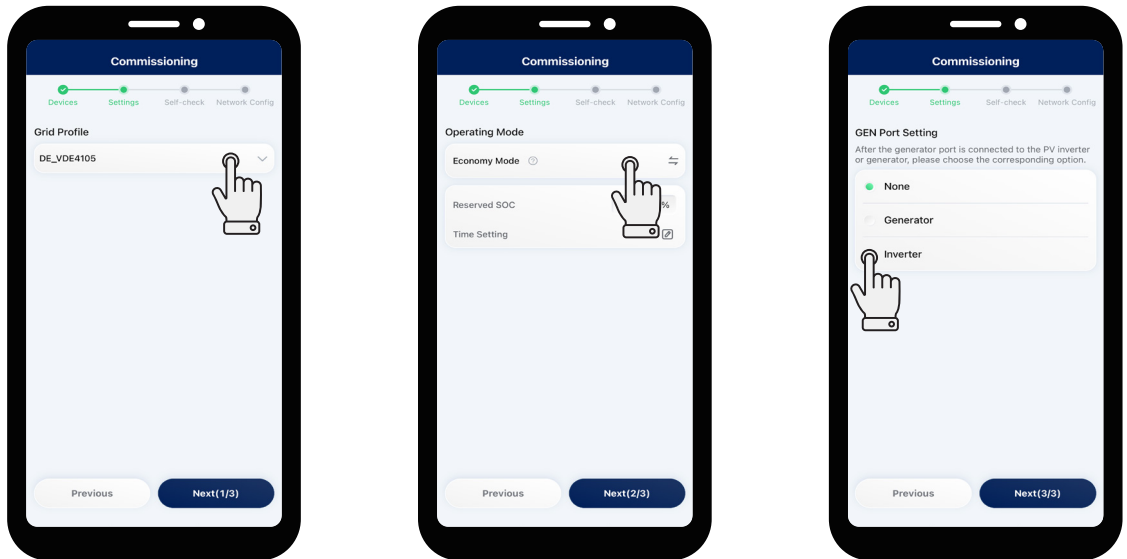 Commissioning
Devices Settings Self-check Network Config
Grid Profile
DE_VDE4105
Previous Next(1/3)
Commissioning
Devices Settings Self-check Network Config
Operating Mode
Economy Mode ?
Reserved SOC %
Time Setting
Previous Next(2/3)
Commissioning
Devices Settings Self-check Network Config
GEN Port Setting
After the generator port is connected to the PV inverter
or generator, please choose the corresponding option.
None
Generator
Inverter
Previous Next(3/3)